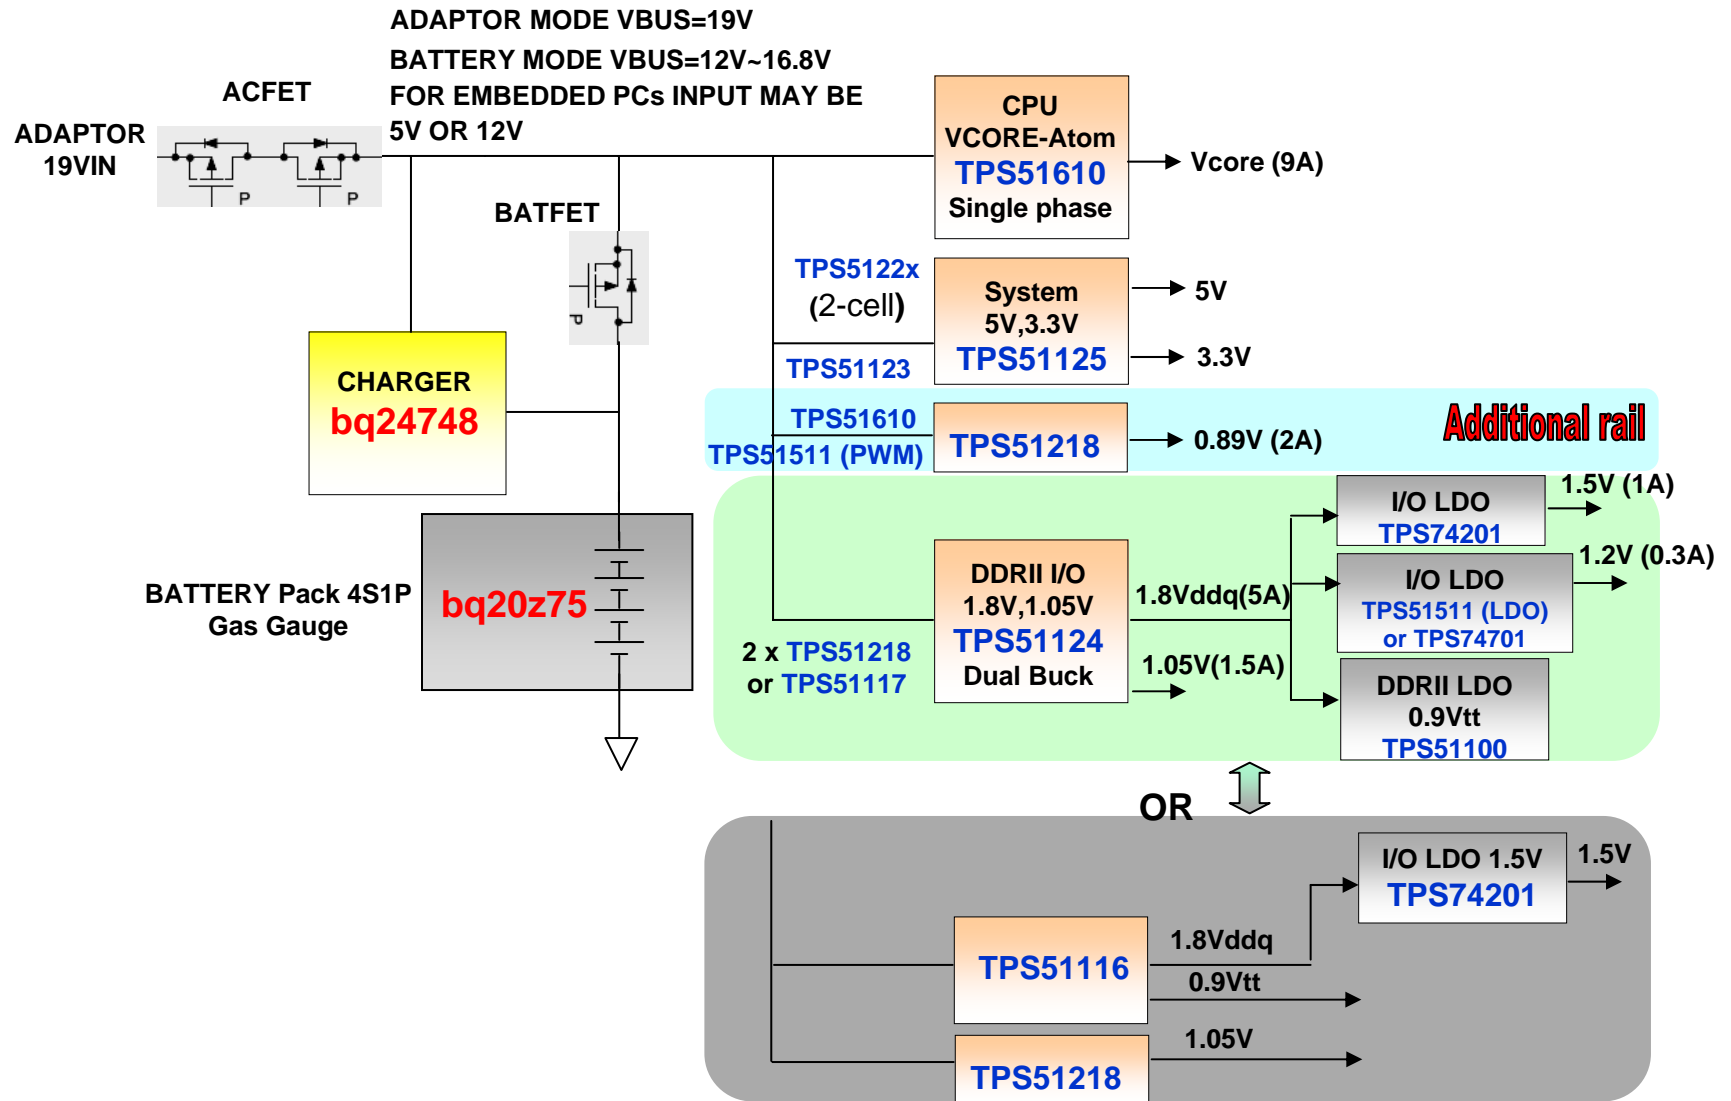 ADAPTOR MODE VBUS=19V
BATTERY MODE VBUS=12V~16.8V
FOR EMBEDDED PCs INPUT MAY BE
5V OR 12V
ACFET
ADAPTOR
19VIN
P
P
BATFET
P
CPU
VCORE-Atom
TPS51610
Single phase
Vcore (9A)
TPS5122x
(2-cell)
TPS51123
System
5V,3.3V
TPS51125
5V
3.3V
CHARGER
bq24748
TPS51610
TPS51511 (PWM)
TPS51218
0.89V (2A)
Additional rail
BATTERY Pack 4S1P
Gas Gauge
bq20z75
2 x TPS51218
or TPS51117
DDRII I/O
1.8V,1.05V
TPS51124
Dual Buck
1.8Vddq(5A)
1.05V(1.5A)
I/O LDO
TPS74201
1.5V (1A)
I/O LDO
TPS51511 (LDO)
or TPS74701
1.2V (0.3A)
DDRII LDO
0.9Vtt
TPS51100
OR
I/O LDO 1.5V
TPS74201
1.5V
TPS51116
1.8Vddq
0.9Vtt
TPS51218
1.05V